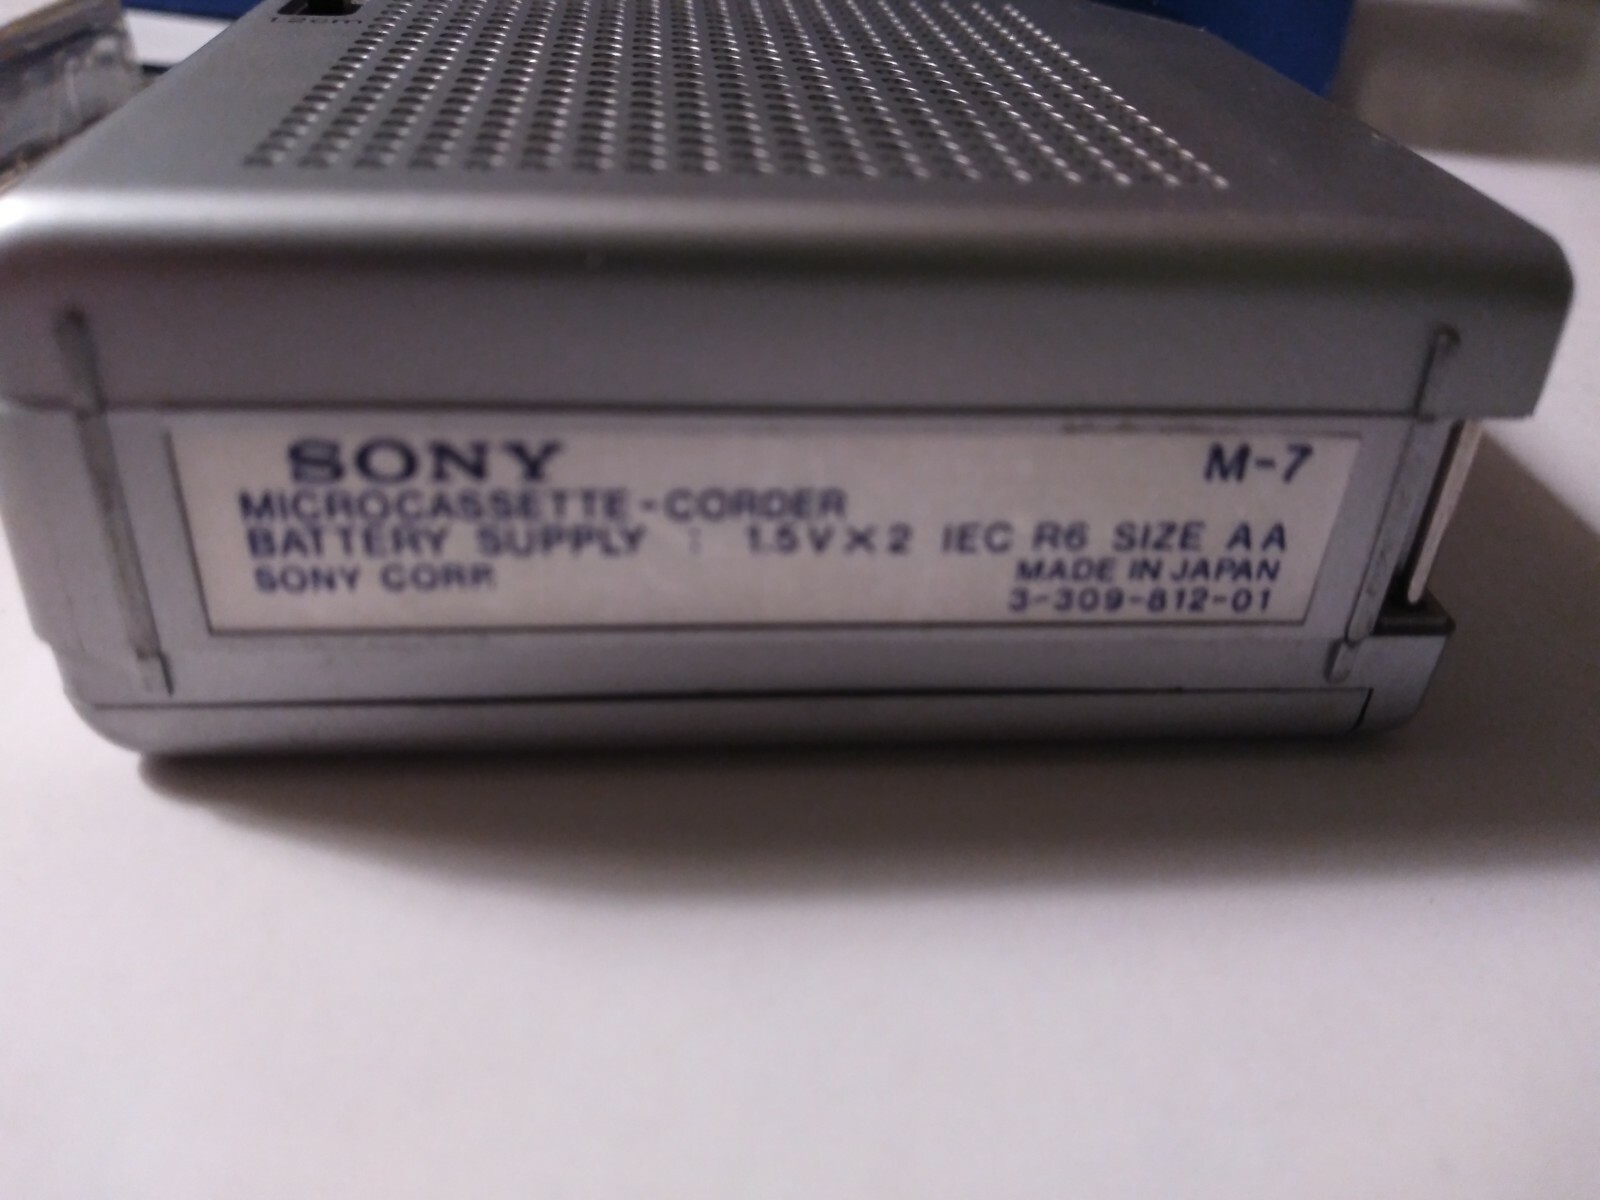 SONY M-7
MICROCASSETTE-CORDER
BATTERY SUPPLY : 1.5V X 2 IEC R6 SIZE AA
SONY CORP. MADE IN JAPAN
3-309-812-01